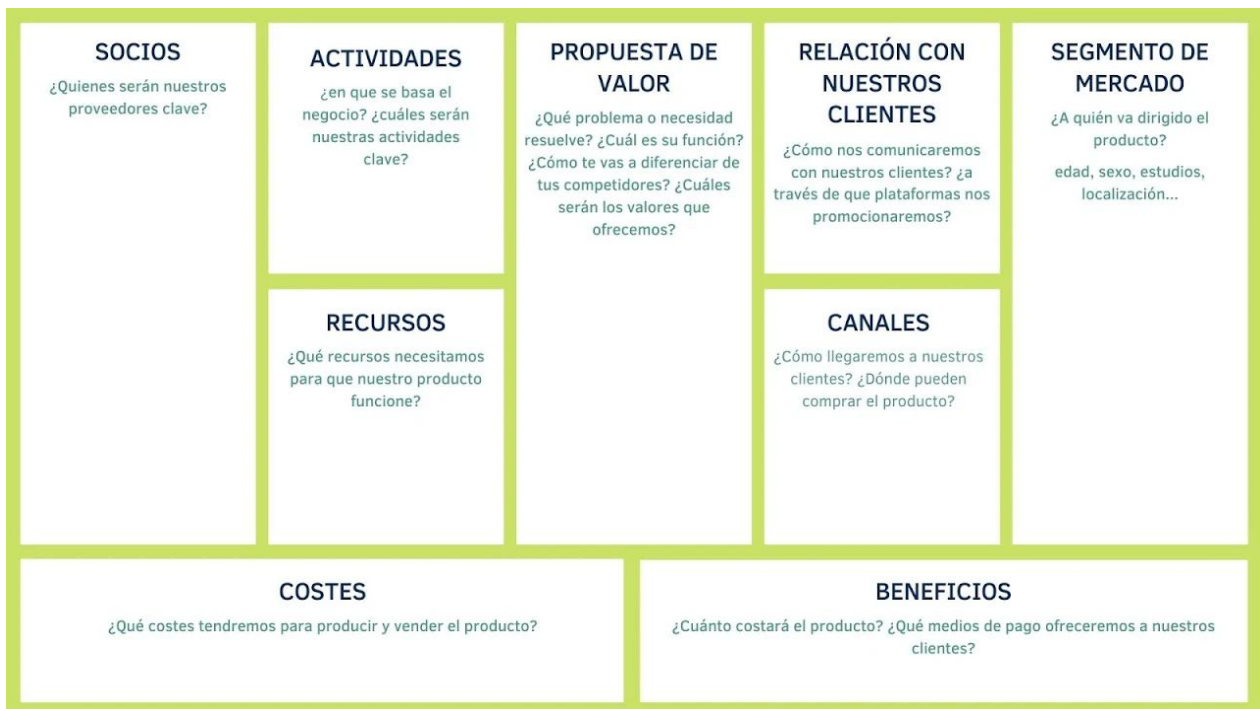 SOCIOS
¿Quienes serán nuestros
proveedores clave?
ACTIVIDADES
¿en que se basa el
negocio? ¿cuáles serán
nuestras actividades
clave?
RECURSOS
¿Qué recursos necesitamos
para que nuestro producto
funcione?
PROPUESTA DE
VALOR
¿Qué problema o necesidad
resuelve? ¿Cuál es su función?
¿Cómo te vas a diferenciar de
tus competidores? ¿Cuáles
serán los valores que
ofrecemos?
RELACIÓN CON
NUESTROS
CLIENTES
¿Cómo nos comunicaremos
con nuestros clientes? ¿a
través de que plataformas nos
promocionaremos?
CANALES
¿Cómo llegaremos a nuestros
clientes? ¿Dónde pueden
comprar el producto?
SEGMENTO DE
MERCADO
¿A quién va dirigido el
producto?
edad, sexo, estudios,
localización...
COSTES
¿Qué costes tendremos para producir y vender el producto?
BENEFICIOS
¿Cuánto costará el producto? ¿Qué medios de pago ofreceremos a nuestros
clientes?